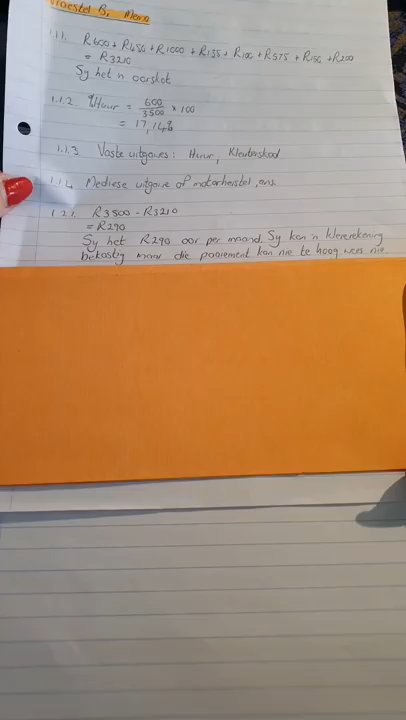 Vraestel B, Memo
1.1.1. R600 + R450 + R1000 + R135 + R100 + R575 + R150 + R200
= R3210
Sy het n oorskot
1.1.2. % Huur = 600/3500 × 100
= 17,14%
1.1.3. Vaste uitgawes: Huur, Kleuterskool
1.1.4. Mediese uitgawe of motorherstel, ens.
1.2.1. R3500 - R3210
= R290
Sy het R290 oor per maand. Sy kan 'n klererekening
bekostig maar die paaiement kan nie te hoog wees nie.